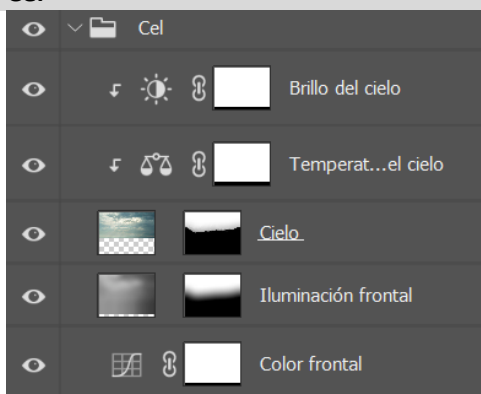 Cel
Brillo del cielo
Temperat...el cielo
Cielo
Iluminación frontal
Color frontal